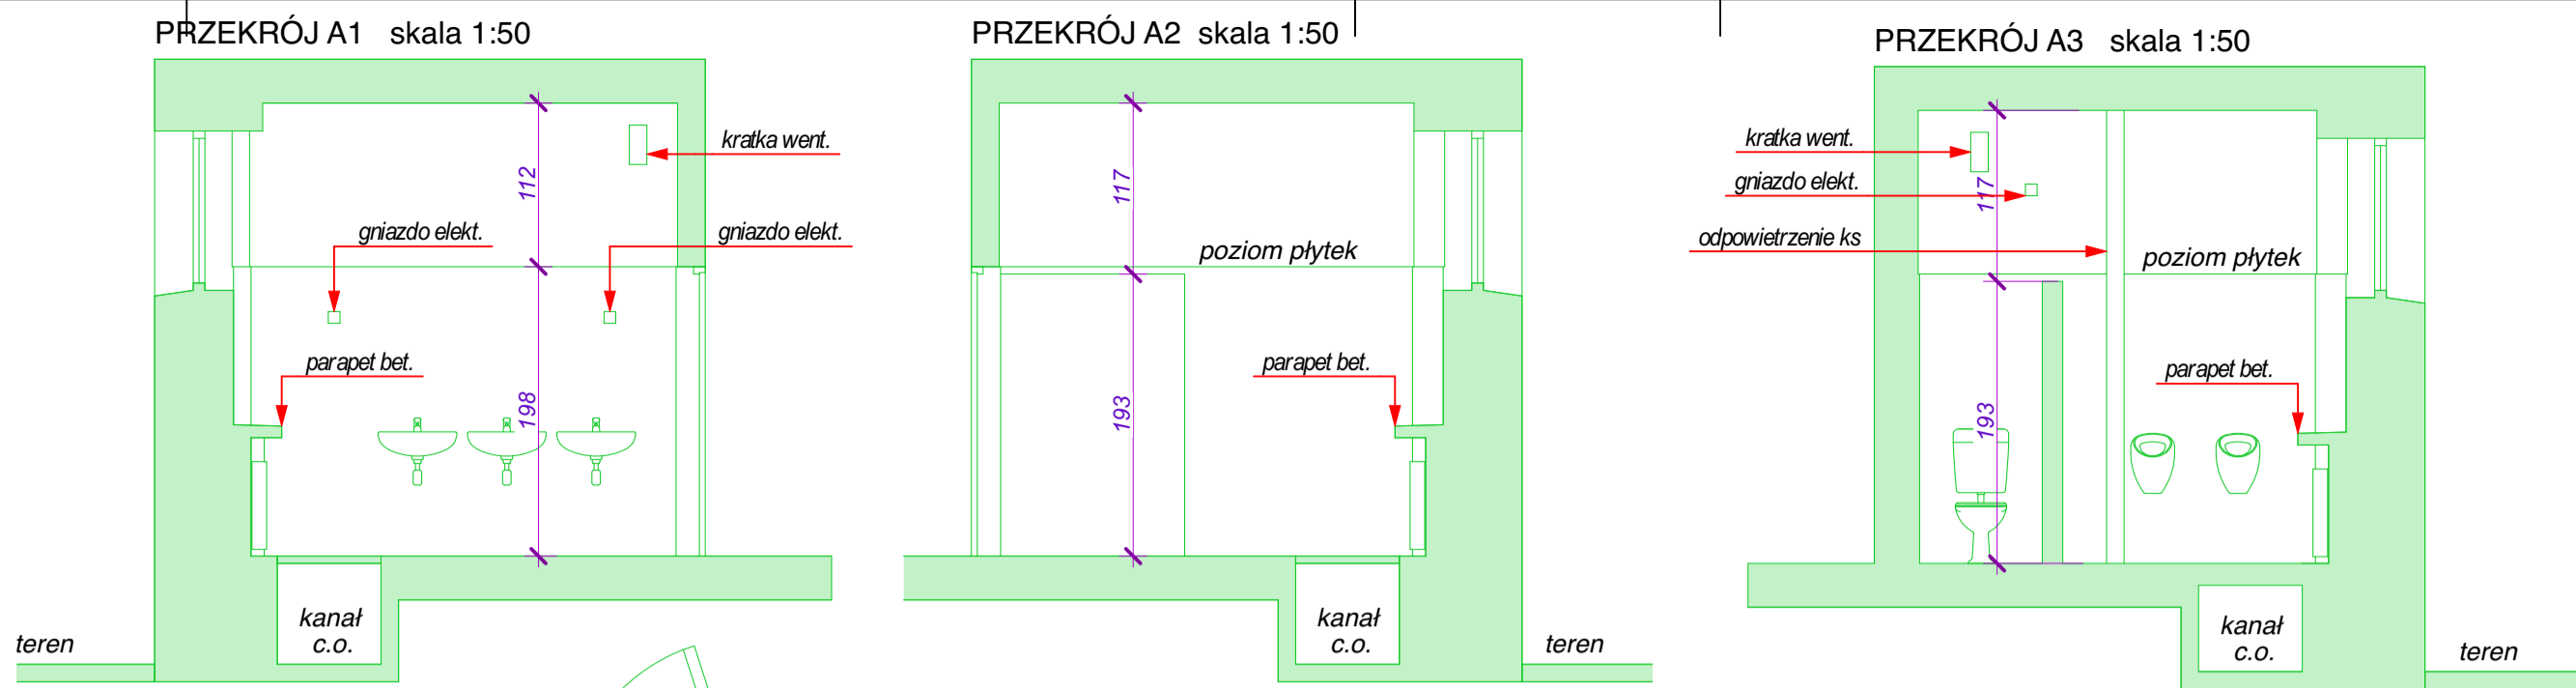 PRZEKRÓJ A1 skala 1:50
kratka went.
112
gniazdo elekt.
gniazdo elekt.
parapet bet.
198
kanał
c.o.
teren
PRZEKRÓJ A2 skala 1:50
117
poziom płytek
parapet bet.
193
kanał
c.o.
teren
PRZEKRÓJ A3 skala 1:50
kratka went.
gniazdo elekt.
117
odpowietrzenie ks
poziom płytek
parapet bet.
193
kanał
c.o.
teren